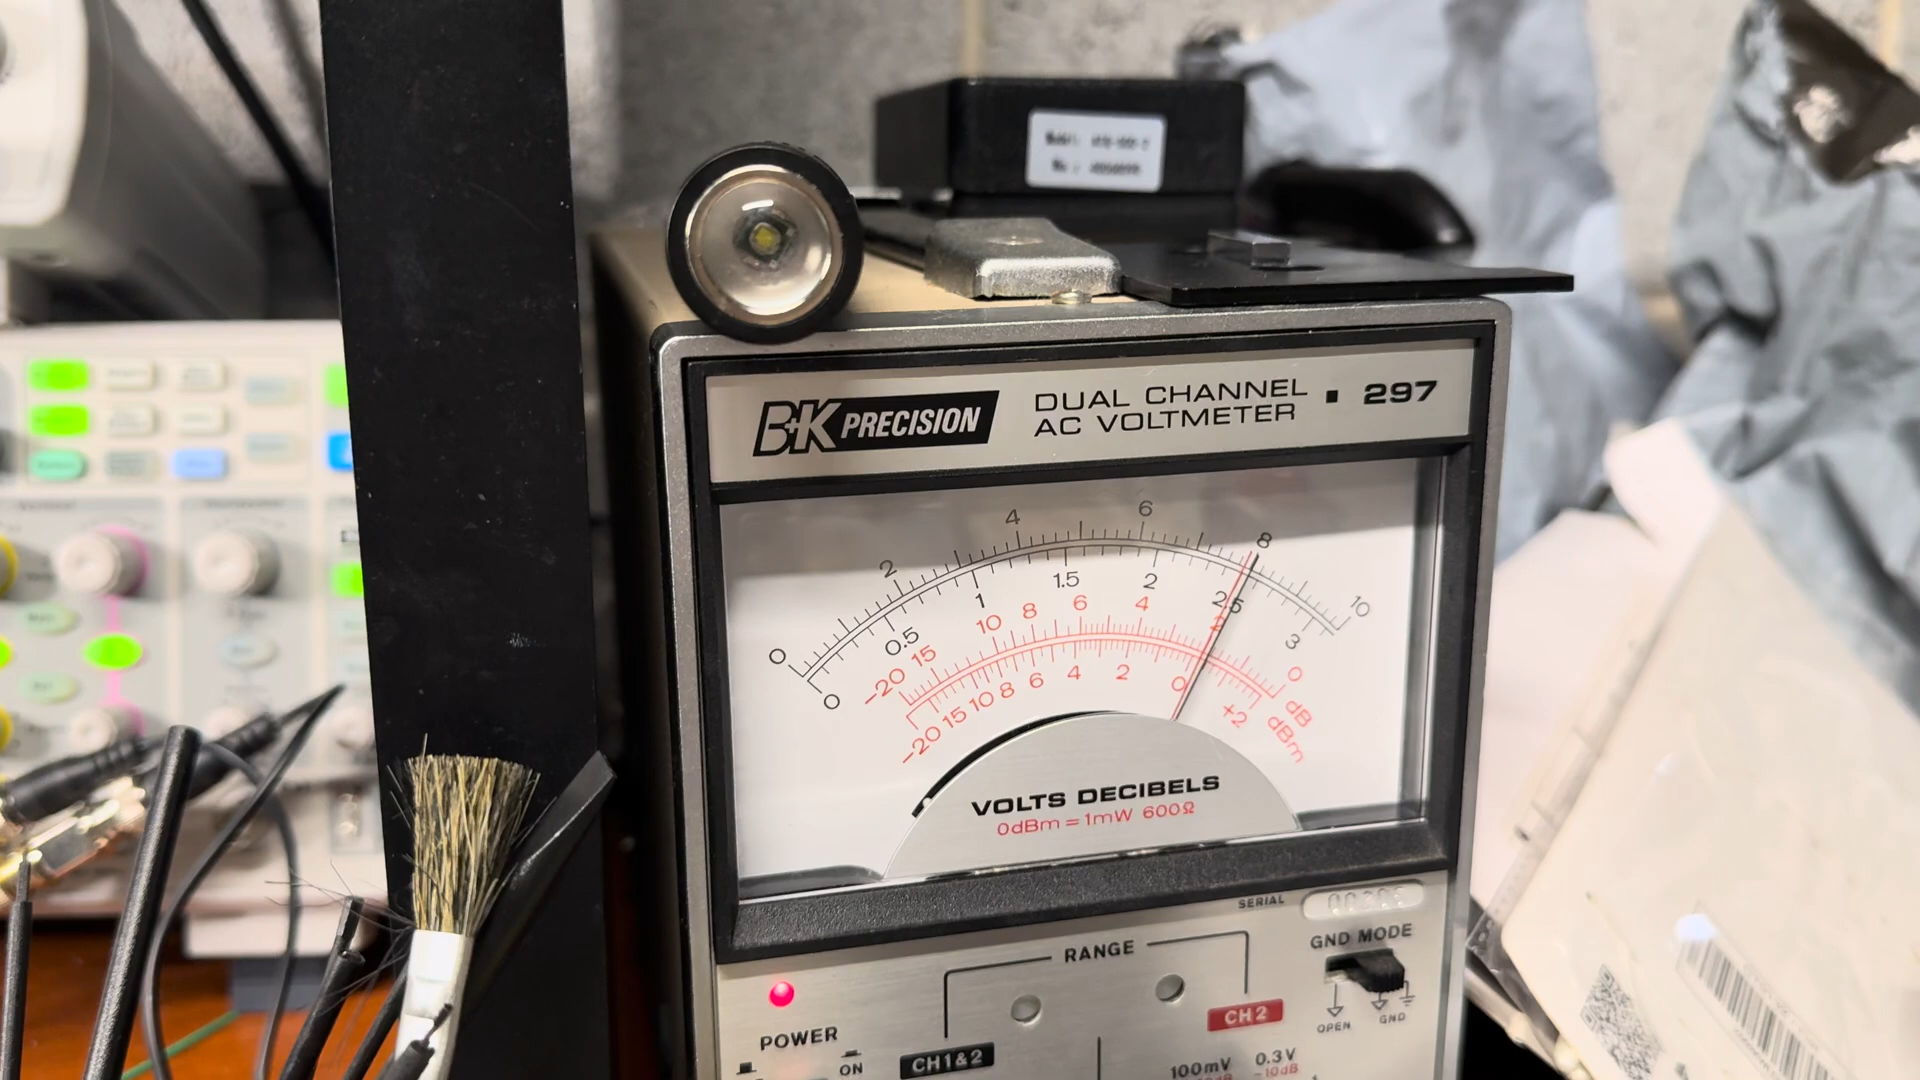 B+K PRECISION
DUAL CHANNEL
AC VOLTMETER ▪ 297
0 2 4 6 8 10
0 0.5 1 1.5 2 2.5 3
-20 15 10 8 6 4 2 0 dB
-20 15 10 8 6 4 2 0 +2 dBm
VOLTS DECIBELS
0dBm = 1mW 600Ω
SERIAL
GND MODE
RANGE
OPEN
GND
POWER
ON
CH1&2
CH2
100mV
0.3V
-10dB